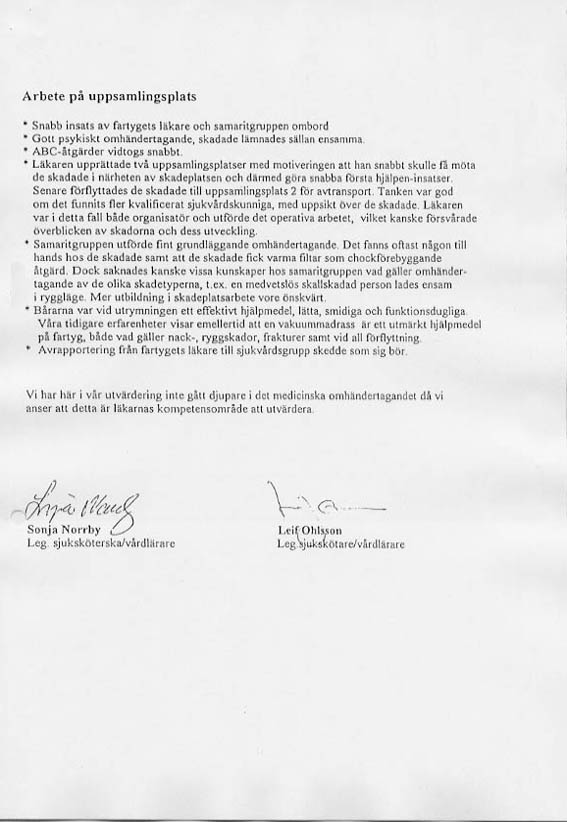 Arbete på uppsamlingsplats
* Snabb insats av fartygets läkare och samaritgruppen ombord
* Gott psykiskt omhändertagande, skadade lämnades sällan ensamma.
* ABC-åtgärder vidtogs snabbt.
* Läkaren upprättade två uppsamlingsplatser med motiveringen att han snabbt skulle få möta
de skadade i närheten av skadeplatsen och därmed göra snabba första hjälpen-insatser.
Senare förflyttades de skadade till uppsamlingsplats 2 för avtransport. Tanken var god
om det funnits fler kvalificerat sjukvårdskunniga, med uppsikt över de skadade. Läkaren
var i detta fall både organisatör och utförde det operativa arbetet, vilket kanske försvårade
överblicken av skadorna och dess utveckling.
* Samaritgruppen utförde fint grundläggande omhändertagande. Det fanns oftast någon till
hands hos de skadade samt att de skadade fick varma filtar som chockförebyggande
åtgärd. Dock saknades kanske vissa kunskaper hos samaritgruppen vad gäller omhänder-
tagande av de olika skadetyperna, t.ex. en medvetslös skallskadad person lades ensam
i ryggläge. Mer utbildning i skadeplatsarbete vore önskvärt.
* Bårarna var vid utrymningen ett effektivt hjälpmedel, lätta, smidiga och funktionsdugliga.
Våra tidigare erfarenheter visar emellertid att en vakuummadrass är ett utmärkt hjälpmedel
på fartyg, både vad gäller nack-, ryggskador, frakturer samt vid all förflyttning.
* Avrapportering från fartygets läkare till sjukvårdsgrupp skedde som sig bör.
Vi har här i vår utvärdering inte gått djupare i det medicinska omhändertagandet då vi
anser att detta är läkarnas kompetensområde att utvärdera.
Sonja Norrby
Leg. sjuksköterska/vårdlärare
Leif Ohlsson
Leg sjukskötare/vårdlärare